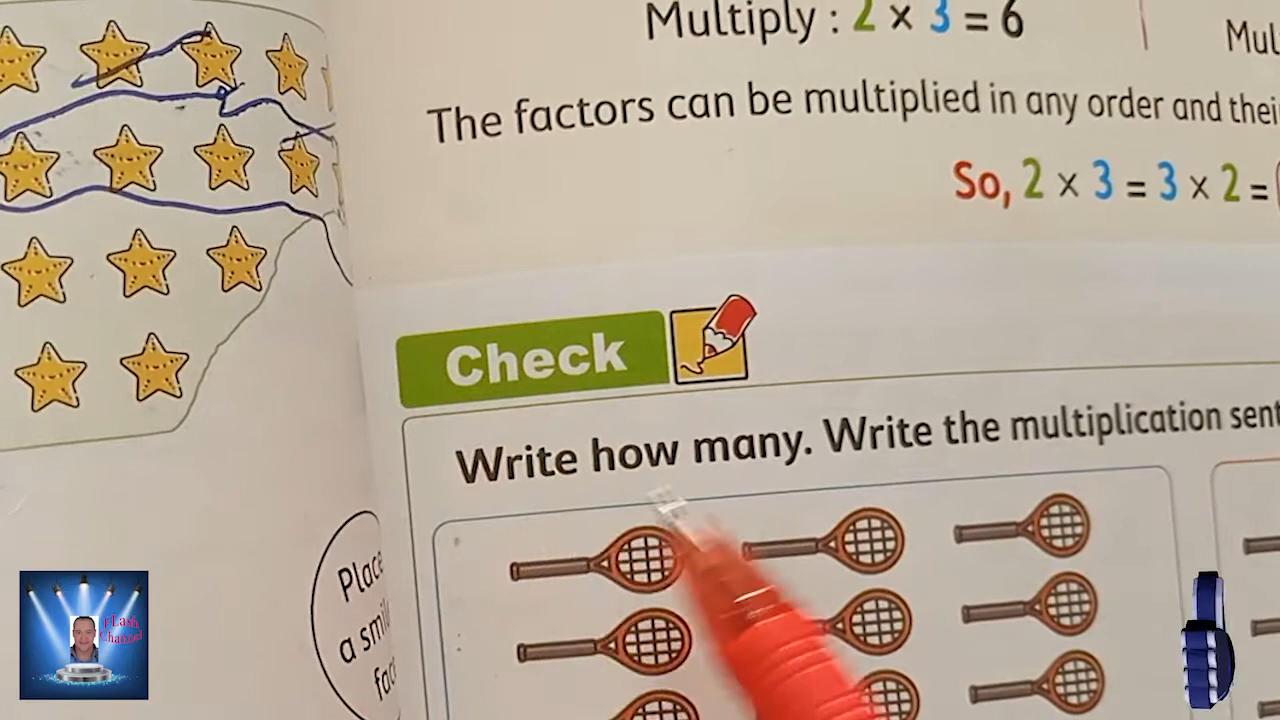 Multiply : 2 × 3 = 6
Mul
The factors can be multiplied in any order and thei
So, 2 × 3 = 3 × 2 =
Check
Write how many. Write the multiplication sent
Place
a smil
fac
FLash
Channel